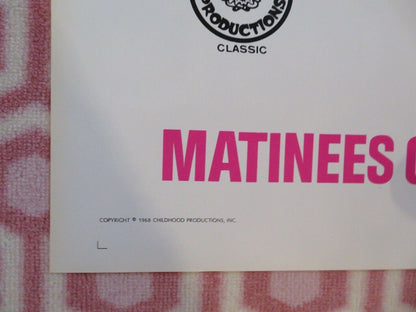 PRODUCTIONS
CLASSIC
MATINEES
COPYRIGHT © 1968 CHILDHOOD PRODUCTIONS, INC.